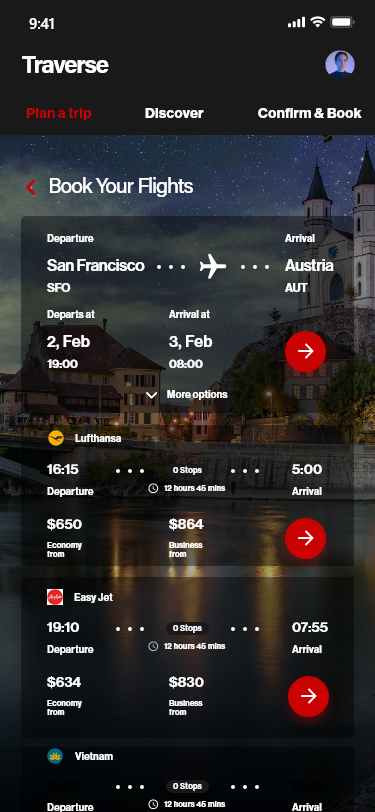 9:41
Traverse
Plan a trip Discover Confirm & Book
Book Your Flights
Departure Arrival
San Francisco Austria
SFO AUT
Departs at Arrival at
2, Feb 3, Feb
19:00 08:00
More options
Lufthansa
16:15 0 Stops 5:00
Departure 12 hours 45 mins Arrival
$650 $864
Economy Business
from from
Easy Jet
19:10 0 Stops 07:55
Departure 12 hours 45 mins Arrival
$634 $830
Economy Business
from from
Vietnam
0 Stops
Departure 12 hours 45 mins Arrival